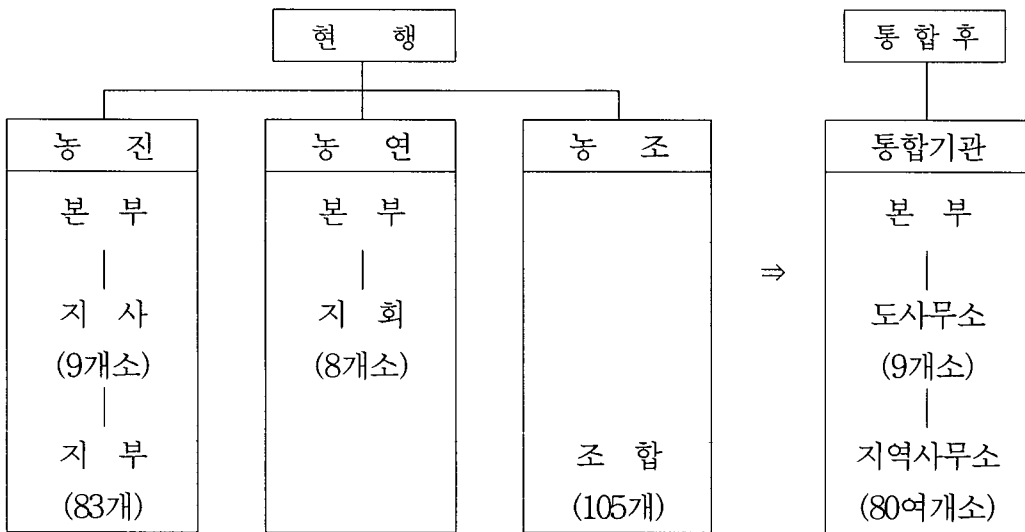 현 행
통 합 후
농 진
농 연
농 조
통합기관
본 부
본 부
본 부
⇒
지 사
지 회
도사무소
(9개소)
(8개소)
(9개소)
지 부
조 합
지역사무소
(83개)
(105개)
(80여개소)